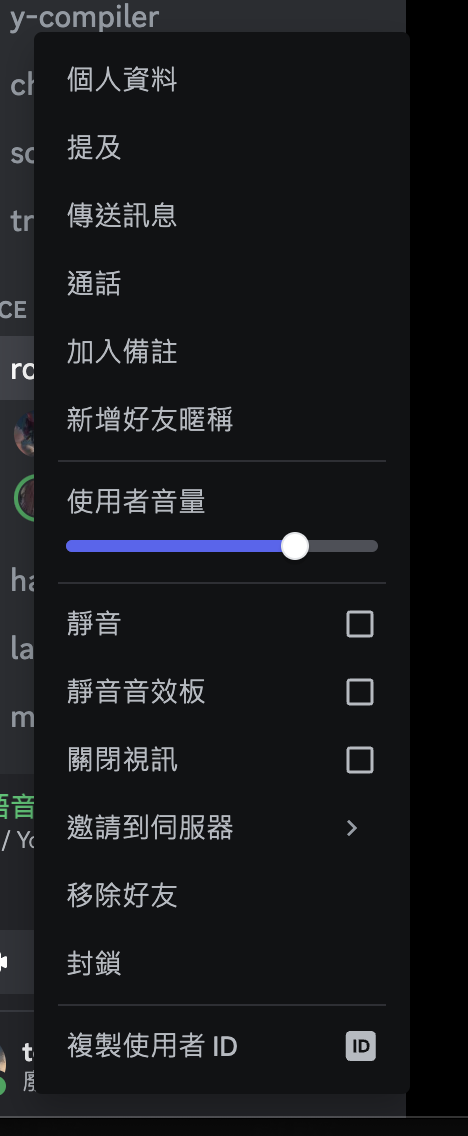 y-compiler
個人資料
提及
傳送訊息
通話
加入備註
新增好友暱稱
使用者音量
靜音
靜音音效板
關閉視訊
邀請到伺服器
移除好友
封鎖
複製使用者 ID
ID